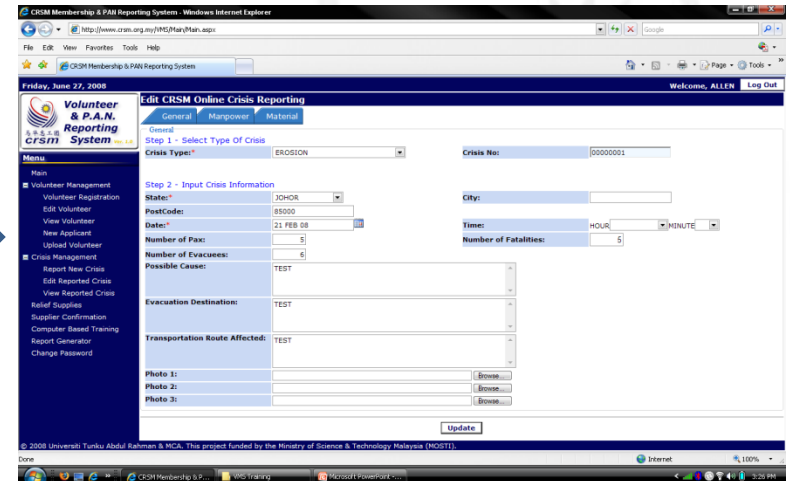 CRSM Membership & PAN Reporting System - Windows Internet Explorer
http://www.crsm.org.my/VMS/Main/Main.aspx
Google
File Edit View Favorites Tools Help
CRSM Membership & PAN Reporting System
Page Tools
Friday, June 27, 2008 Welcome, ALLEN Log Out
Volunteer
& P.A.N.
Reporting
System
crsm
Edit CRSM Online Crisis Reporting
General Manpower Material
General
Step 1 - Select Type Of Crisis
Crisis Type:* EROSION Crisis No: 00000001
Step 2 - Input Crisis Information
State:* JOHOR City:
PostCode: 85000
Date:* 21 FEB 08 Time: HOUR MINUTE
Number of Pax: 5 Number of Fatalities: 5
Number of Evacuees: 6
Possible Cause: TEST
Evacuation Destination: TEST
Transportation Route Affected: TEST
Photo 1: Browse...
Photo 2: Browse...
Photo 3: Browse...
Update
Menu
Main
Volunteer Management
Volunteer Registration
Edit Volunteer
View Volunteer
New Applicant
Upload Volunteer
Crisis Management
Report New Crisis
Edit Reported Crisis
View Reported Crisis
Relief Supplies
Supplier Confirmation
Computer Based Training
Report Generator
Change Password
© 2008 Universiti Tunku Abdul Rahman & MCA. This project funded by the Ministry of Science & Technology Malaysia (MOSTI).
Done Internet 100%
CRSM Membership & P... VMS Training Microsoft PowerPoint -... 3:26 PM